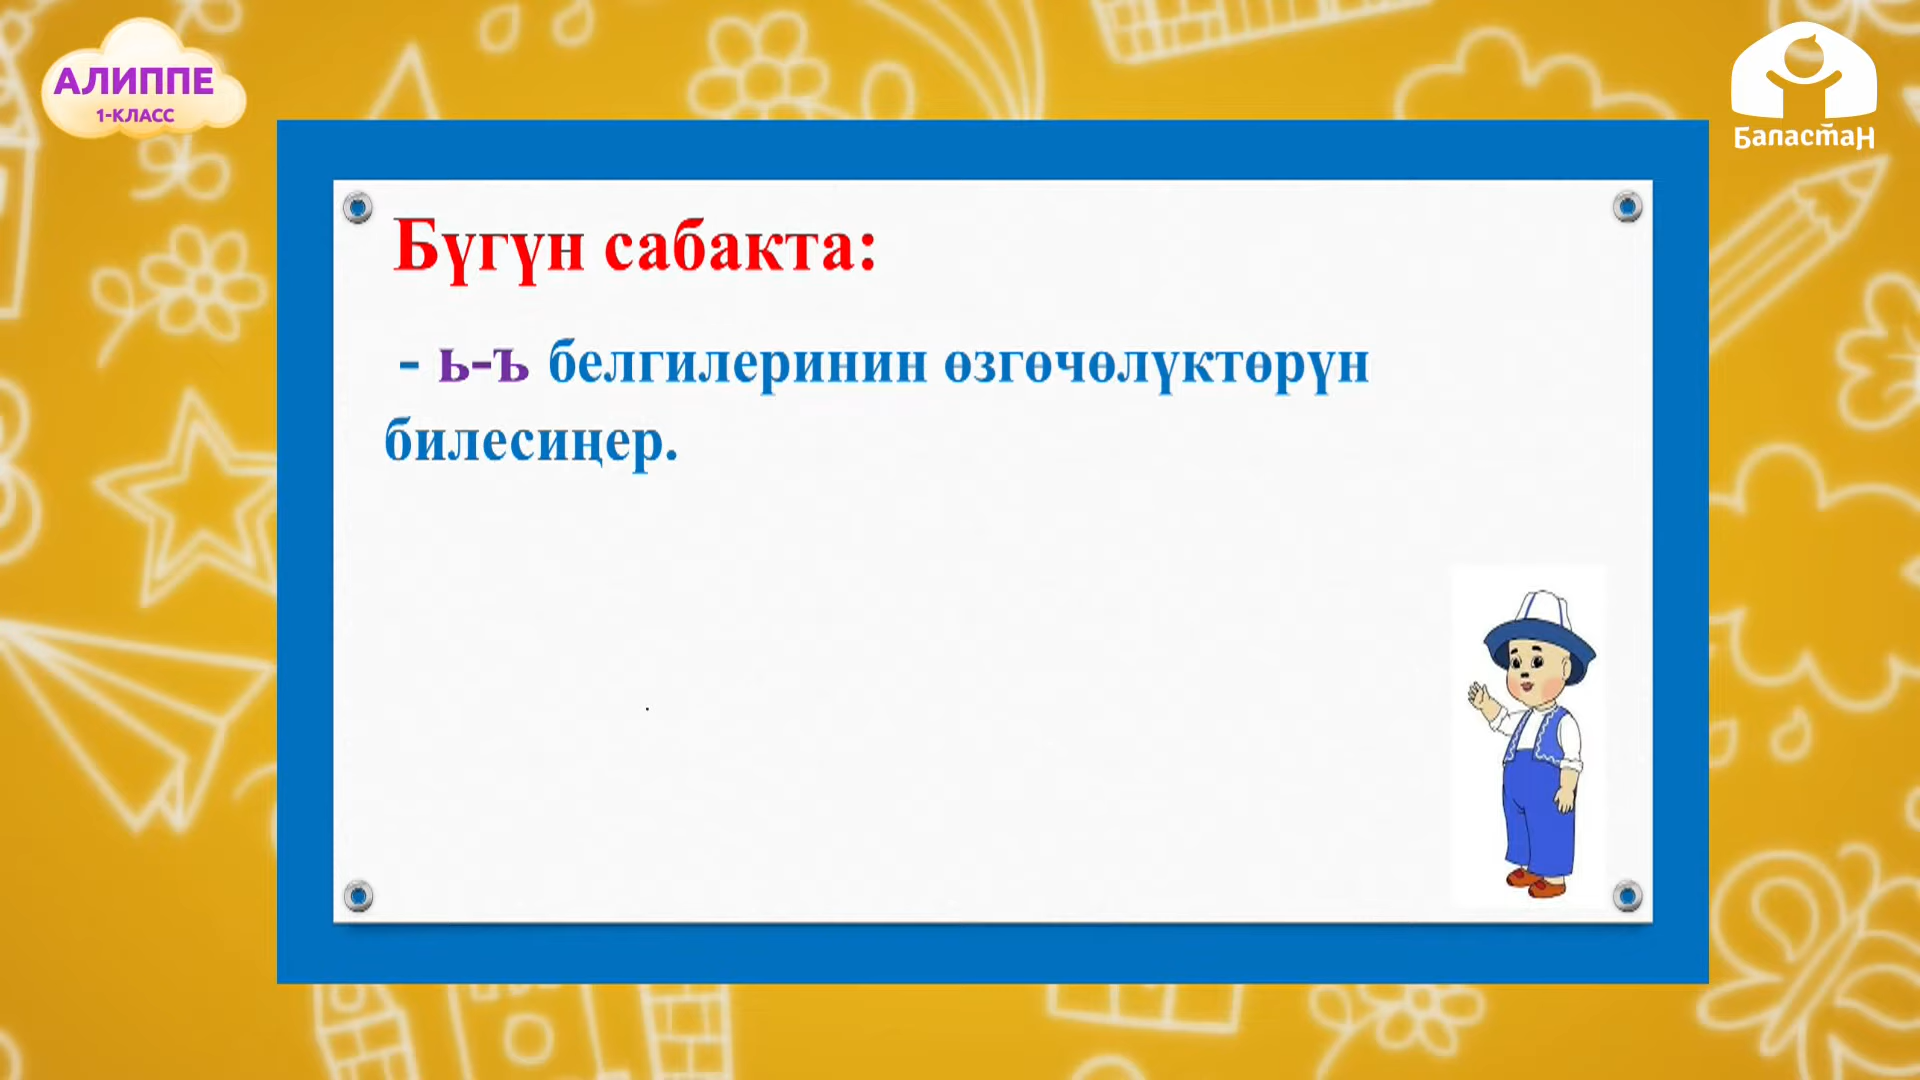 АЛИППЕ
1-КЛАСС
Баластан
Бүгүн сабакта:
- ь-ъ белгилеринин өзгөчөлүктөрүн
билесиңер.